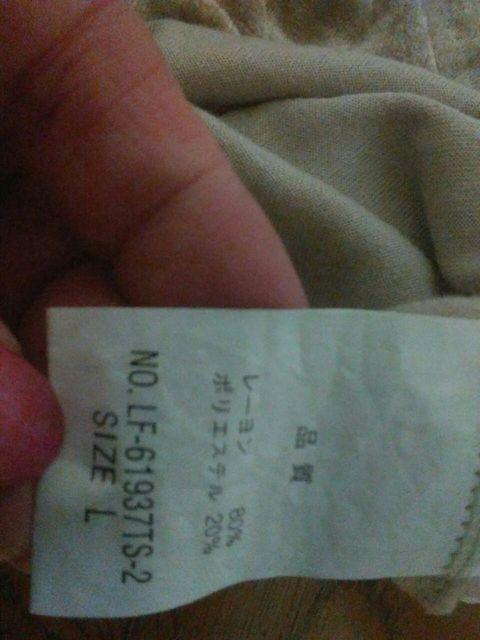 品質
レーヨン 80%
ポリエステル 20%
NO. LF-61937TS-2
SIZE L